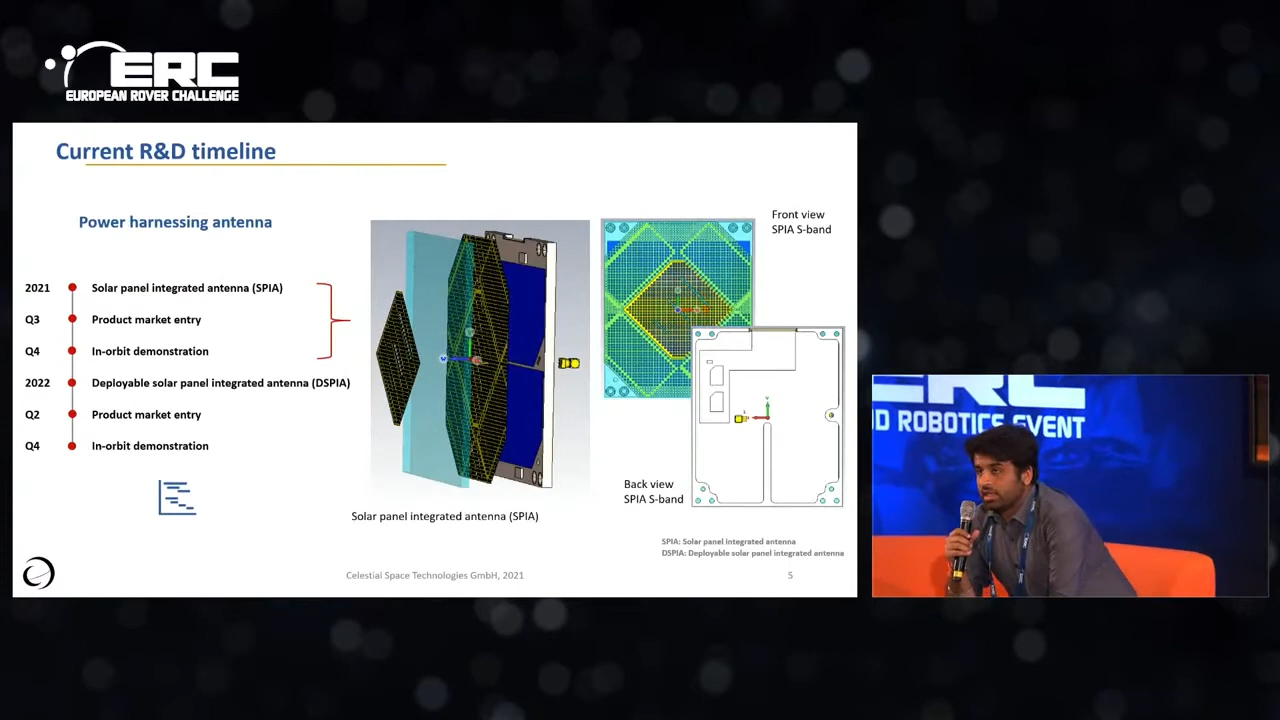 ERC
EUROPEAN ROVER CHALLENGE
Current R&D timeline
Power harnessing antenna
2021 Solar panel integrated antenna (SPIA)
Q3 Product market entry
Q4 In-orbit demonstration
2022 Deployable solar panel integrated antenna (DSPIA)
Q2 Product market entry
Q4 In-orbit demonstration
Solar panel integrated antenna (SPIA)
Front view
SPIA S-band
Back view
SPIA S-band
SPIA: Solar panel integrated antenna
DSPIA: Deployable solar panel integrated antenna
Celestial Space Technologies GmbH, 2021
5
ERC
D ROBOTICS EVENT